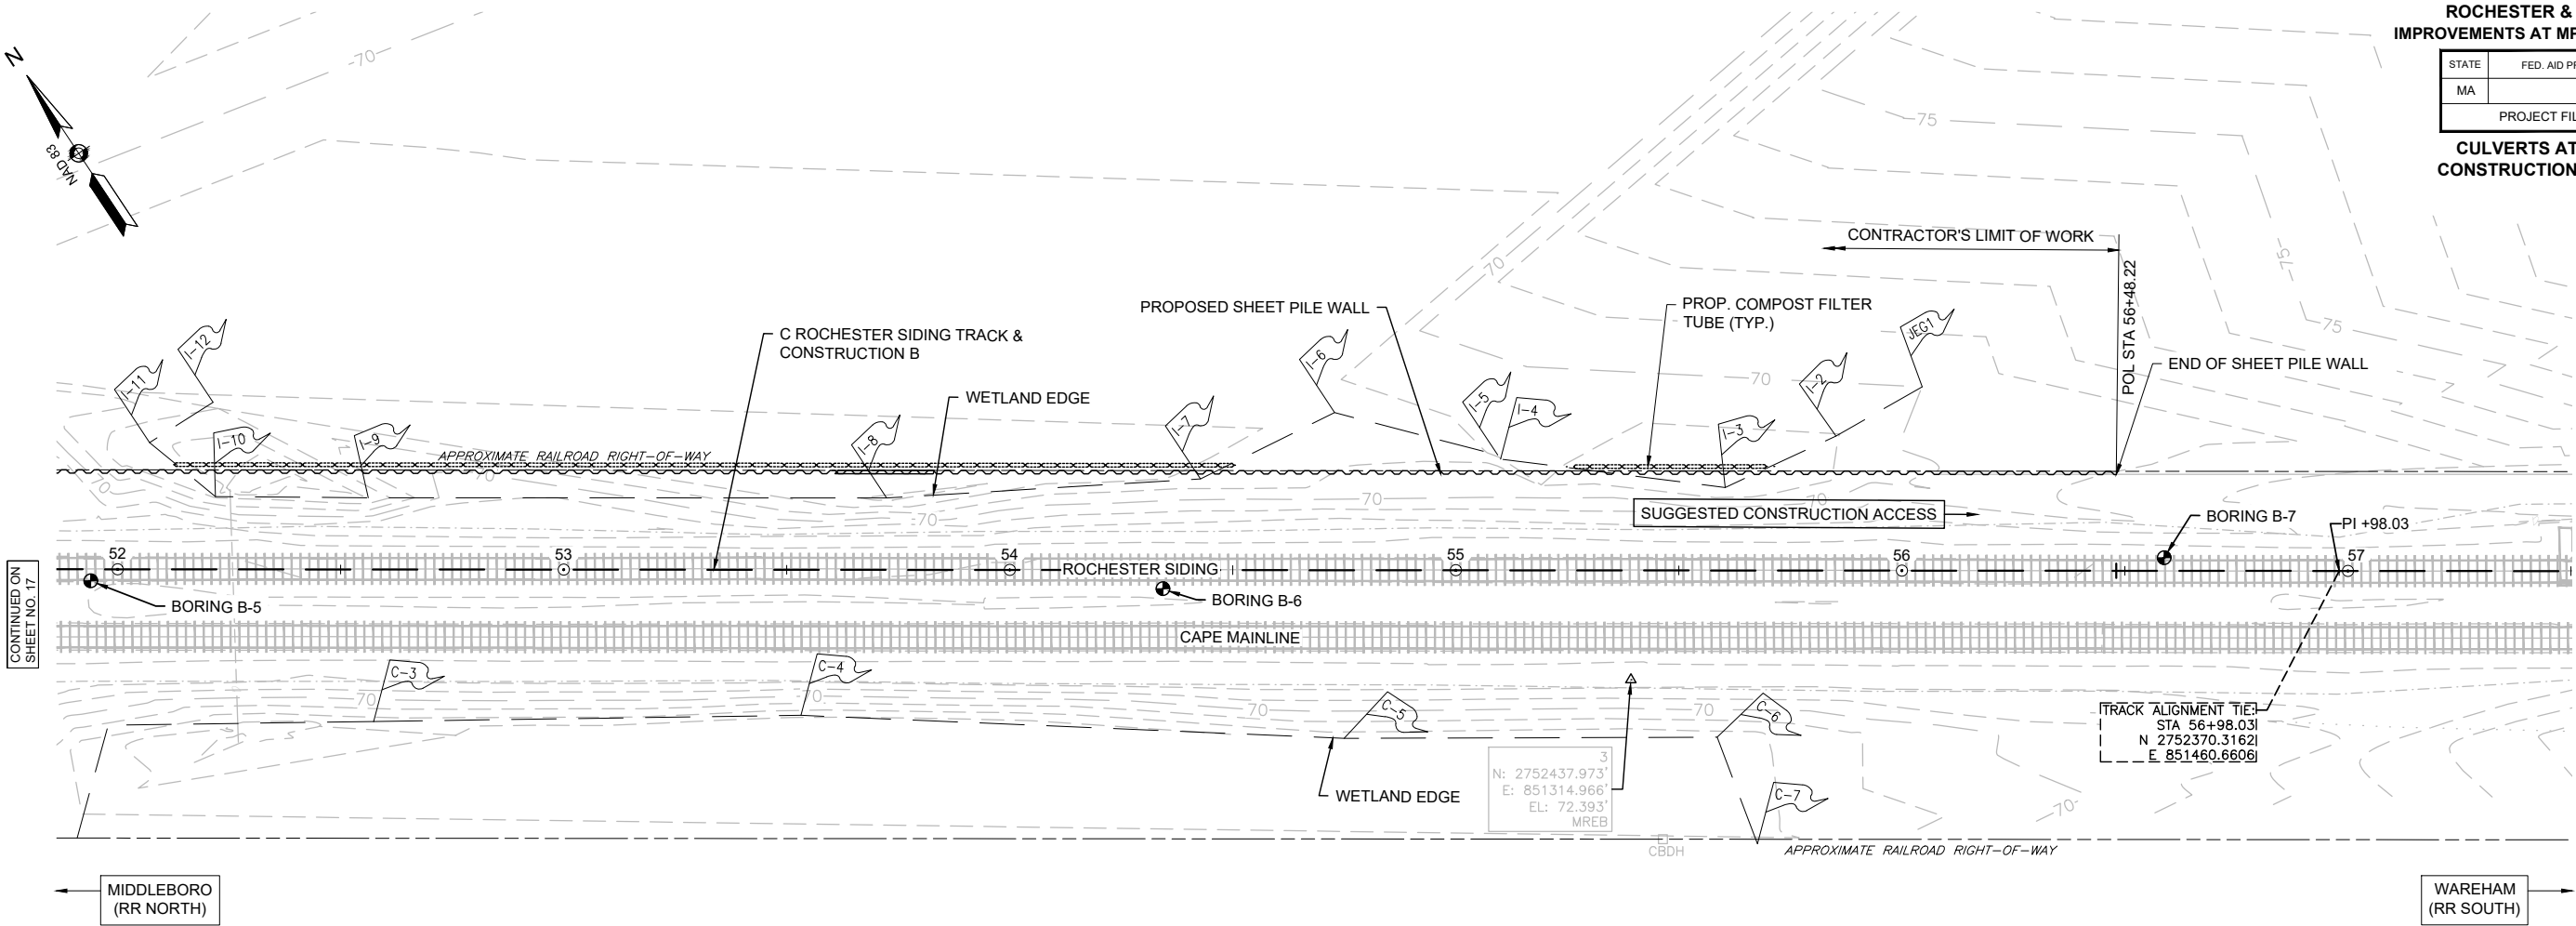 ROCHESTER &
IMPROVEMENTS AT MP
STATE FED. AID PR
MA
PROJECT FIL
CULVERTS AT
CONSTRUCTION
N
NAD 83
-70
75
70
75
75
CONTRACTOR'S LIMIT OF WORK
POL STA 56+48.22
PROPOSED SHEET PILE WALL
PROP. COMPOST FILTER
TUBE (TYP.)
C ROCHESTER SIDING TRACK &
CONSTRUCTION B
END OF SHEET PILE WALL
WETLAND EDGE
I-12
I-11
I-10
I-9
I-8
I-7
I-6
I-5
I-4
I-3
I-2
JEG1
70
APPROXIMATE RAILROAD RIGHT-OF-WAY
70
70
70
70
70
SUGGESTED CONSTRUCTION ACCESS
BORING B-7
PI +98.03
52
53
54
55
56
57
ROCHESTER SIDING
BORING B-5
BORING B-6
CONTINUED ON
SHEET NO. 17
CAPE MAINLINE
C-3
C-4
C-5
C-6
C-7
70
70
70
70
-70-
TRACK ALIGNMENT TIE:
STA 56+98.03
N 2752370.3162
E 851460.6606
3
N: 2752437.973'
E: 851314.966'
EL: 72.393'
MREB
WETLAND EDGE
CBDH
APPROXIMATE RAILROAD RIGHT-OF-WAY
MIDDLEBORO
(RR NORTH)
WAREHAM
(RR SOUTH)